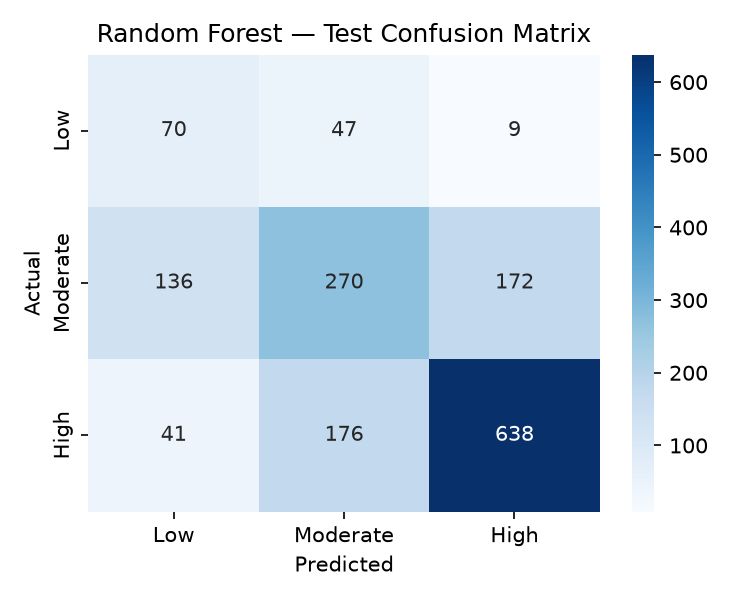 Random Forest — Test Confusion Matrix
Actual
Low
70 47 9
Moderate
136 270 172
High
41 176 638
Low Moderate High
Predicted
600
500
400
300
200
100